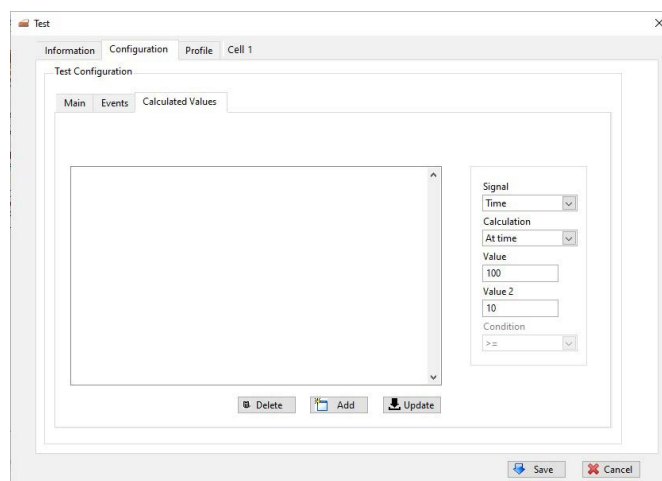 Test
Information Configuration Profile Cell 1
Test Configuration
Main Events Calculated Values
Signal
Time
Calculation
At time
Value
100
Value 2
10
Condition
>=
Delete Add Update
Save Cancel